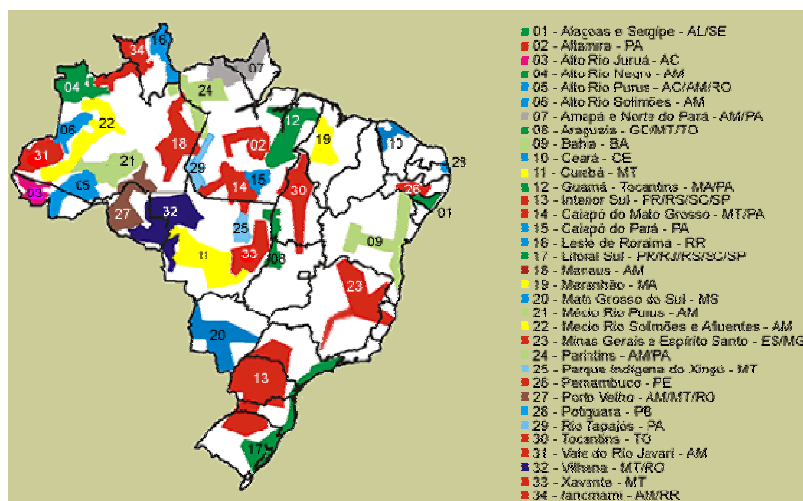 34
16
07
04
24
22
12
06
18
02
19
10
31
21
29
28
03
05
14
15
30
26
27
32
01
25
09
11
33
08
23
20
13
17
01 - Alagoas e Sergipe - AL/SE
02 - Altamira - PA
03 - Alto Rio Juruá - AC
04 - Alto Rio Negro - AM
05 - Alto Rio Purus - AC/AM/RO
06 - Alto Rio Solimões - AM
07 - Amapá e Norte do Pará - AM/PA
08 - Araguaia - GO/MT/TO
09 - Bahia - BA
10 - Ceará - CE
11 - Cuiabá - MT
12 - Guamá - Tocantins - MA/PA
13 - Interior Sul - PR/RS/SC/SP
14 - Caiapó do Mato Grosso - MT/PA
15 - Caiapó do Pará - PA
16 - Leste de Roraima - RR
17 - Litoral Sul - PR/RJ/RS/SC/SP
18 - Manaus - AM
19 - Maranhão - MA
20 - Mato Grosso do Sul - MS
21 - Médio Rio Purus - AM
22 - Medio Rio Solimões e Afluentes - AM
23 - Minas Gerais e Espírito Santo - ES/MG
24 - Parintins - AM/PA
25 - Parque Indígena do Xingú - MT
26 - Pernambuco - PE
27 - Porto Velho - AM/MT/RO
28 - Potiguara - PB
29 - Rio Tapajós - PA
30 - Tocantins - TO
31 - Vale do Rio Javari - AM
32 - Vilhena - MT/RO
33 - Xavante - MT
34 - Ianomami - AM/RR